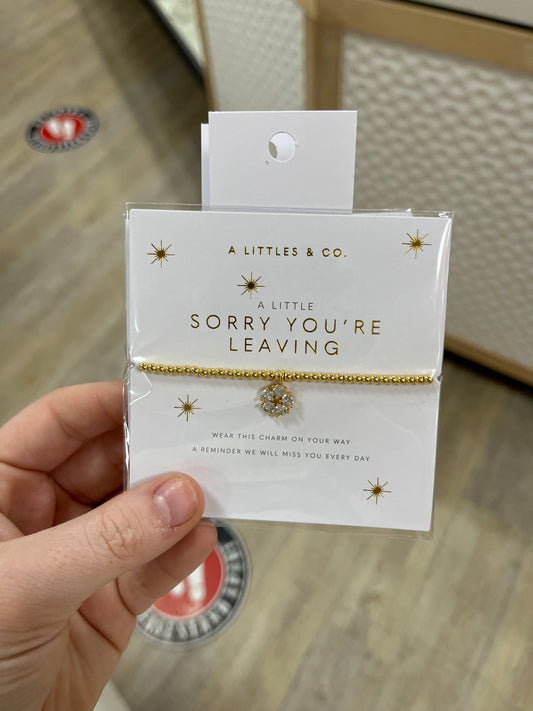 A LITTLES & CO.
A LITTLE
SORRY YOU'RE
LEAVING
WEAR THIS CHARM ON YOUR WAY
A REMINDER WE WILL MISS YOU EVERY DAY